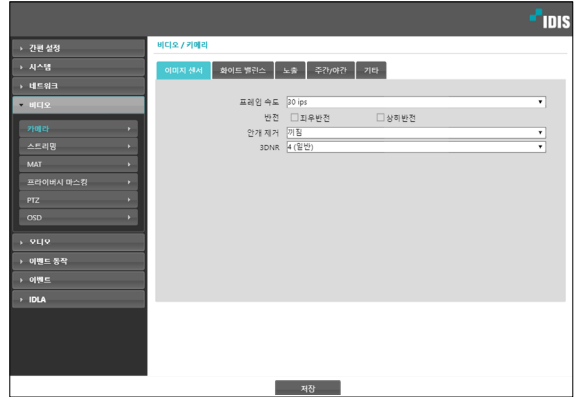 IDIS
간편 설정
시스템
네트워크
비디오
카메라
스트리밍
MAT
프라이버시 마스킹
PTZ
OSD
오디오
이벤트 동작
이벤트
IDLA
비디오 / 카메라
이미지 센서 화이트 밸런스 노출 주간/야간 기타
프레임 속도 30 ips
반전 좌우반전 상하반전
안개 제거 꺼짐
3DNR 4 (일반)
저장